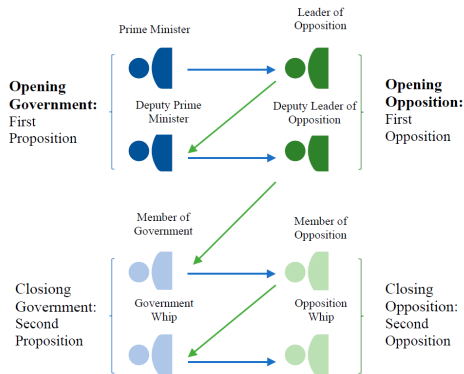 Prime Minister
Leader of
Opposition
Opening
Government:
First
Proposition
Deputy Prime
Minister
Deputy Leader of
Opposition
Opening
Opposition:
First
Opposition
Member of
Government
Member of
Opposition
Closiong
Government:
Second
Proposition
Government
Whip
Opposition
Whip
Closing
Opposition:
Second
Opposition